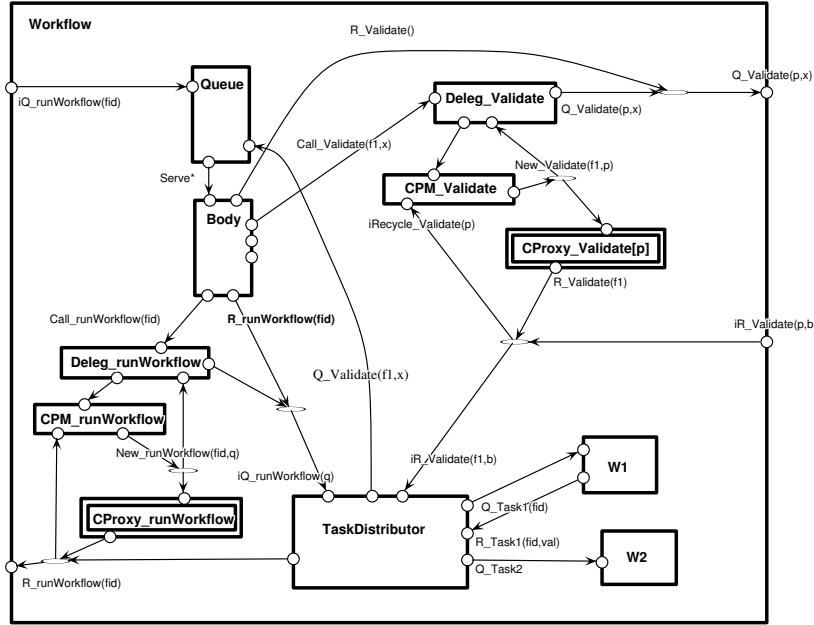 Workflow
R_Validate()
Queue
Q_Validate(p,x)
iQ_runWorkflow(fid)
Deleg_Validate
Q_Validate(p,x)
Call_Validate(f1,x)
New_Validate(f1,p)
Serve*
CPM_Validate
Body
iRecycle_Validate(p)
CProxy_Validate[p]
R_Validate(f1)
Call_runWorkflow(fid)
R_runWorkflow(fid)
iR_Validate(p,b
Deleg_runWorkflow
Q_Validate(f1,x)
CPM_runWorkflow
New_runWorkflow(fid,q)
iR_Validate(f1,b)
W1
iQ_runWorkflow(q)
Q_Task1(fid)
CProxy_runWorkflow
TaskDistributor
R_Task1(fid,val)
W2
Q_Task2
R_runWorkflow(fid)